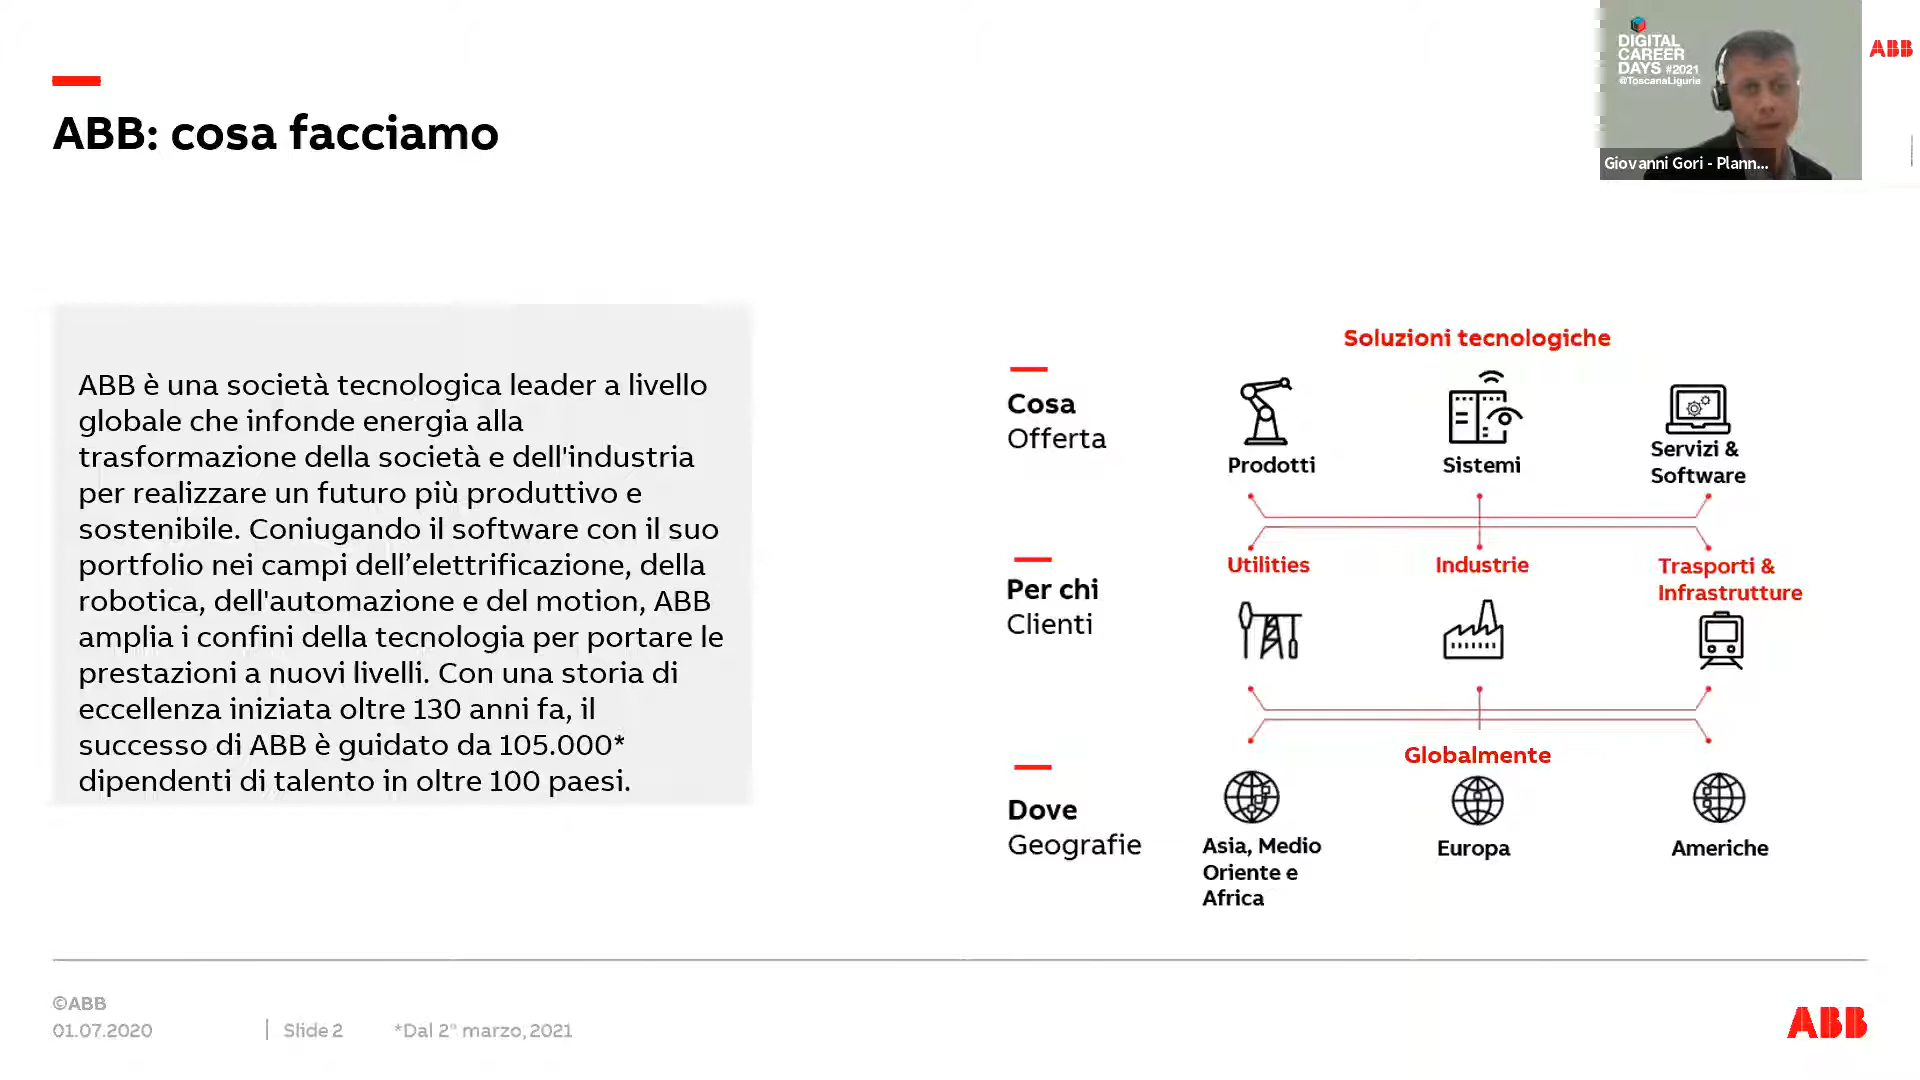 DIGITAL
CAREER
DAYS #2021
@ToscanaLiguria
ABB
Giovanni Gori - Plann...
ABB: cosa facciamo
ABB è una società tecnologica leader a livello
globale che infonde energia alla
trasformazione della società e dell'industria
per realizzare un futuro più produttivo e
sostenibile. Coniugando il software con il suo
portfolio nei campi dell’elettrificazione, della
robotica, dell'automazione e del motion, ABB
amplia i confini della tecnologia per portare le
prestazioni a nuovi livelli. Con una storia di
eccellenza iniziata oltre 130 anni fa, il
successo di ABB è guidato da 105.000*
dipendenti di talento in oltre 100 paesi.
Soluzioni tecnologiche
Cosa
Offerta
Prodotti
Sistemi
Servizi &
Software
Per chi
Clienti
Utilities
Industrie
Trasporti &
Infrastrutture
Globalmente
Dove
Geografie
Asia, Medio
Oriente e
Africa
Europa
Americhe
©ABB
01.07.2020
Slide 2
*Dal 2° marzo, 2021
ABB